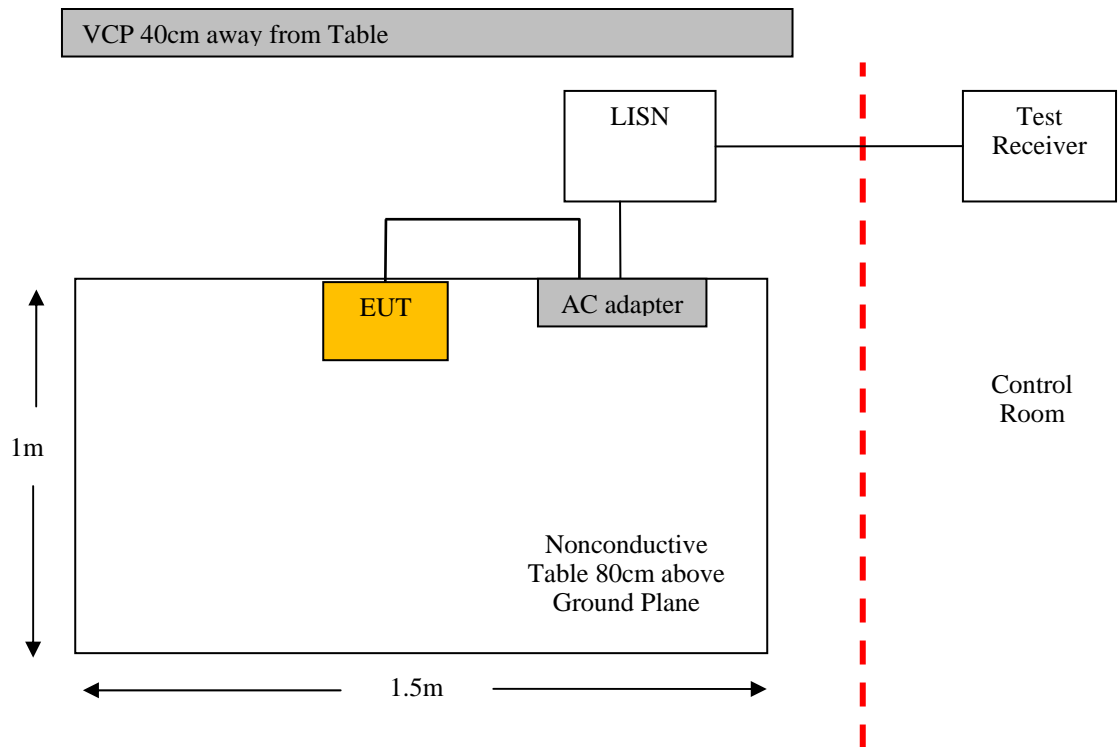 VCP 40cm away from Table
LISN
Test
Receiver
EUT
AC adapter
Control
Room
1m
Nonconductive
Table 80cm above
Ground Plane
1.5m